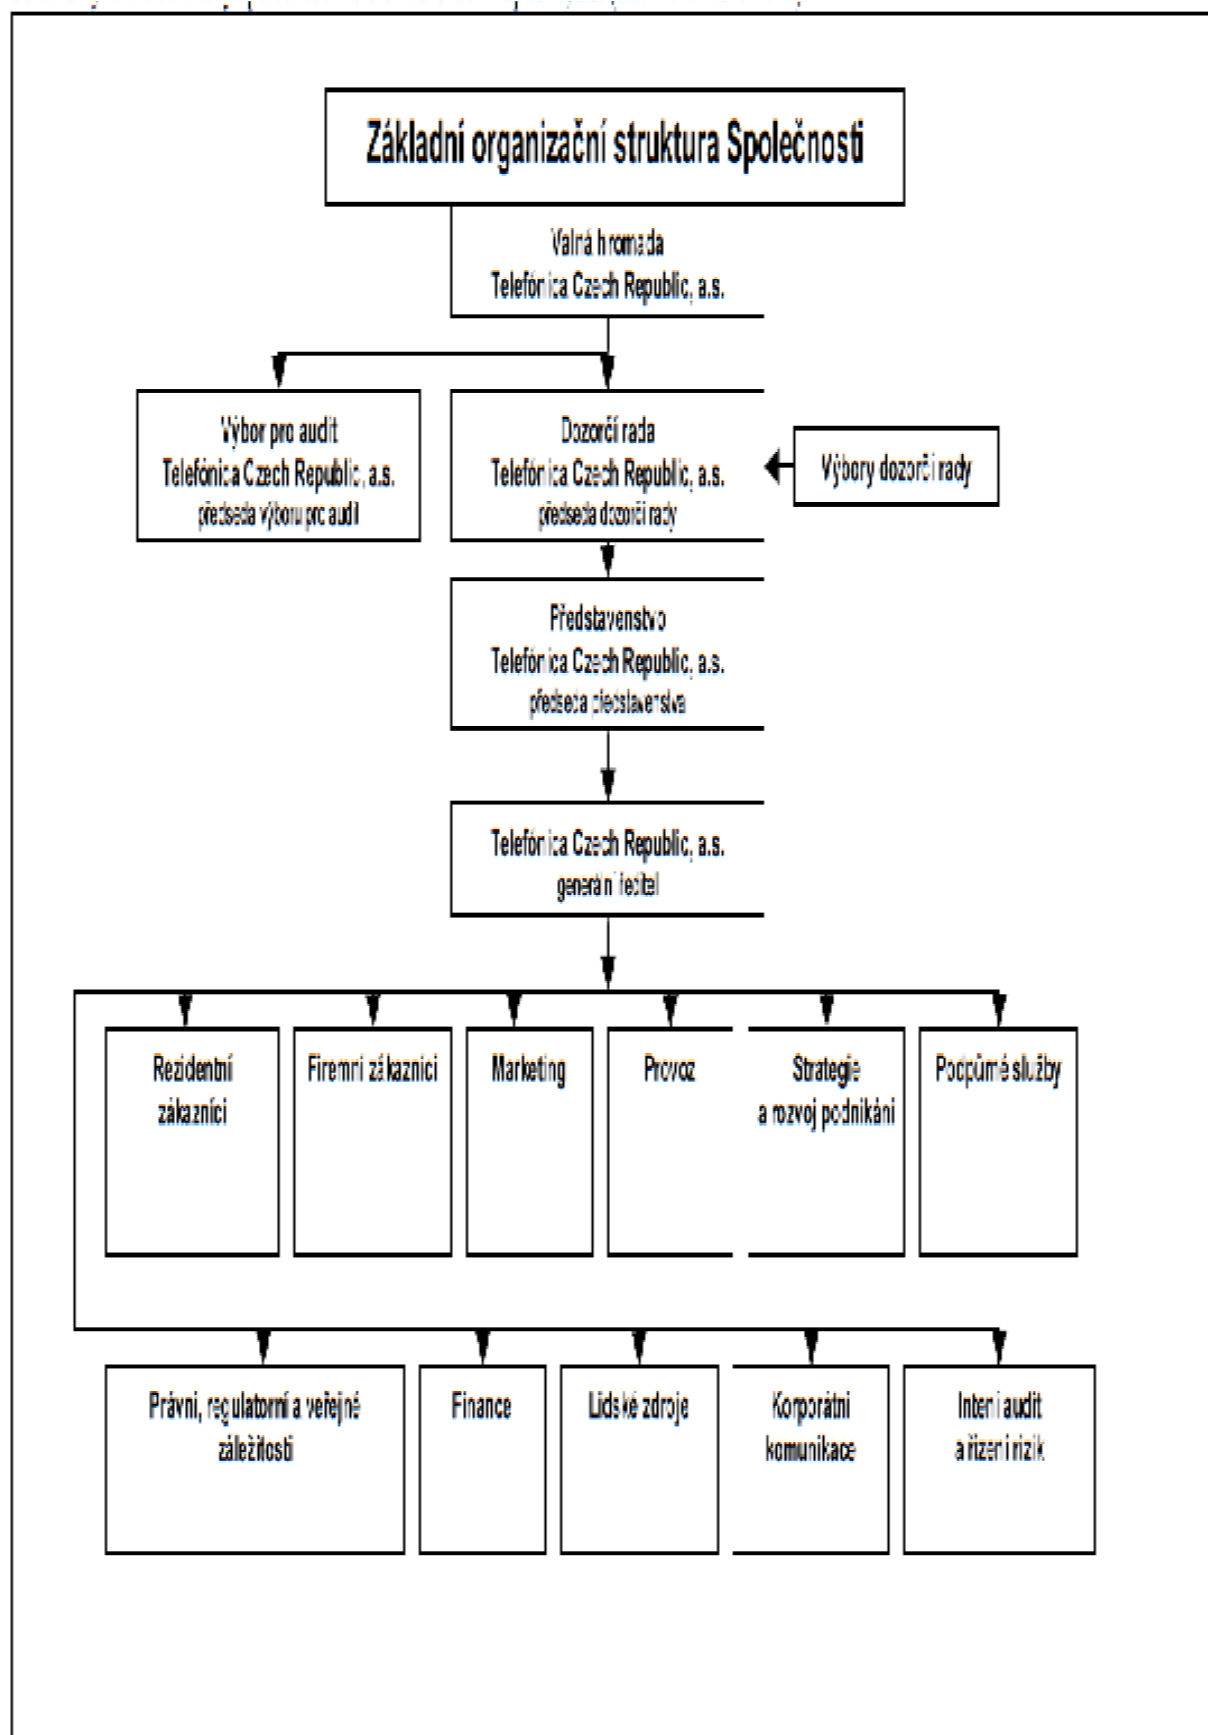 Základní organizační struktura Společnosti
Valná hromada
Telefónica Czech Republic, a.s.
Výbor pro audit
Telefónica Czech Republic, a.s.
předseda výboru pro audit
Dozorčí rada
Telefónica Czech Republic, a.s.
předseda dozorčí rady
Výbory dozorčí rady
Představenstvo
Telefónica Czech Republic, a.s.
předseda představenstva
Telefónica Czech Republic, a.s.
generální ředitel
Rezidentní
zákazníci
Firemní zákazníci
Marketing
Provoz
Strategie
a rozvoj podnikání
Podpůrné služby
Právní, regulatorní a veřejné
záležitosti
Finance
Lidské zdroje
Korporátní
komunikace
Interní audit
a řízení rizik